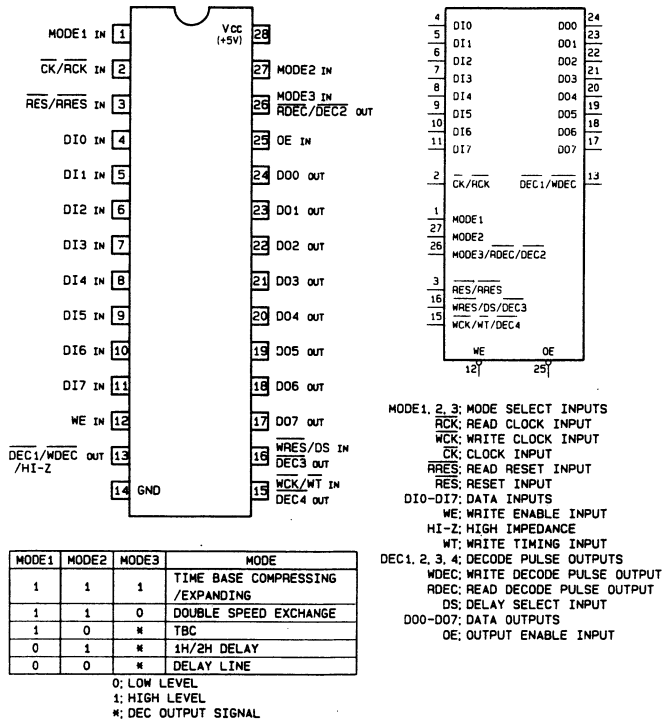 MODE1 IN 1
CK/RCK IN 2
RES/RRES IN 3
DI0 IN 4
DI1 IN 5
DI2 IN 6
DI3 IN 7
DI4 IN 8
DI5 IN 9
DI6 IN 10
DI7 IN 11
WE IN 12
DEC1/WDEC OUT 13
/HI-Z
14 GND
VCC 28
(+5V)
27 MODE2 IN
26 MODE3 IN
RDEC/DEC2 OUT
25 OE IN
24 DO0 OUT
23 DO1 OUT
22 DO2 OUT
21 DO3 OUT
20 DO4 OUT
19 DO5 OUT
18 DO6 OUT
17 DO7 OUT
16 WRES/DS IN
DEC3 OUT
15 WCK/WT IN
DEC4 OUT
4 DI0 DO0 24
5 DI1 DO1 23
6 DI2 DO2 22
7 DI3 DO3 21
8 DI4 DO4 20
9 DI5 DO5 19
10 DI6 DO6 18
11 DI7 DO7 17
2 CK/RCK DEC1/WDEC 13
1 MODE1
27 MODE2
26 MODE3/RDEC/DEC2
3 RES/RRES
16 WRES/DS/DEC3
15 WCK/WT/DEC4
WE OE
12 25
MODE1, 2, 3; MODE SELECT INPUTS
RCK; READ CLOCK INPUT
WCK; WRITE CLOCK INPUT
CK; CLOCK INPUT
RRES; READ RESET INPUT
RES; RESET INPUT
DI0-DI7; DATA INPUTS
WE; WRITE ENABLE INPUT
HI-Z; HIGH IMPEDANCE
WT; WRITE TIMING INPUT
DEC1, 2, 3, 4; DECODE PULSE OUTPUTS
WDEC; WRITE DECODE PULSE OUTPUT
RDEC; READ DECODE PULSE OUTPUT
DS; DELAY SELECT INPUT
DO0-DO7; DATA OUTPUTS
OE; OUTPUT ENABLE INPUT
MODE1 MODE2 MODE3 MODE
1 1 1 TIME BASE COMPRESSING
/EXPANDING
1 1 0 DOUBLE SPEED EXCHANGE
1 0 * TBC
0 1 * 1H/2H DELAY
0 0 * DELAY LINE
0; LOW LEVEL
1; HIGH LEVEL
*; DEC OUTPUT SIGNAL